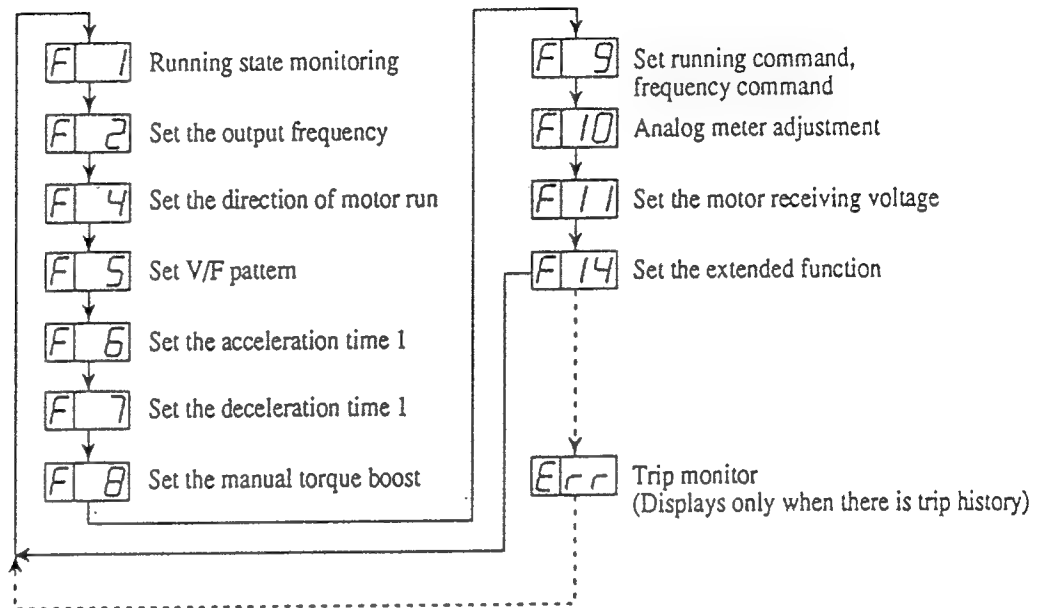 F 1 Running state monitoring
F 2 Set the output frequency
F 4 Set the direction of motor run
F 5 Set V/F pattern
F 6 Set the acceleration time 1
F 7 Set the deceleration time 1
F 8 Set the manual torque boost
F 9 Set running command,
frequency command
F 10 Analog meter adjustment
F 11 Set the motor receiving voltage
F 14 Set the extended function
Err Trip monitor
(Displays only when there is trip history)